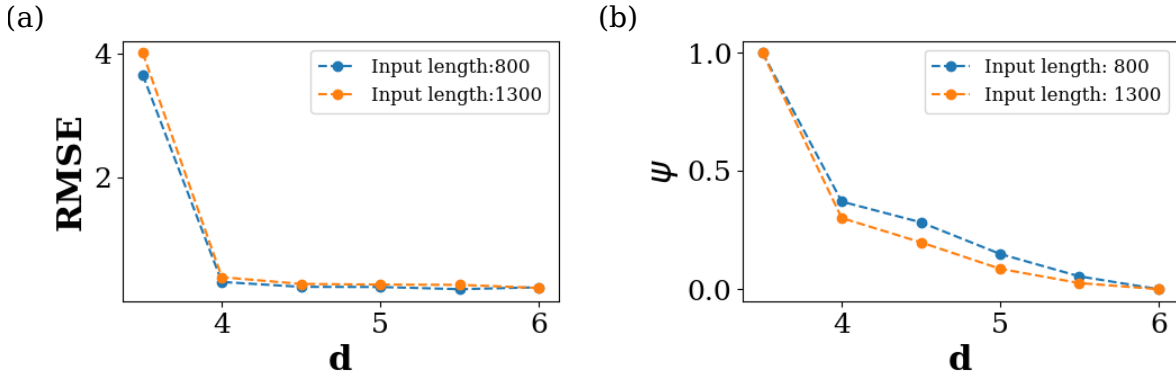 (a)
4
2
RMSE
Input length:800
Input length:1300
4 5 6
d
(b)
1.0
0.5
0.0
ψ
Input length: 800
Input length: 1300
4 5 6
d